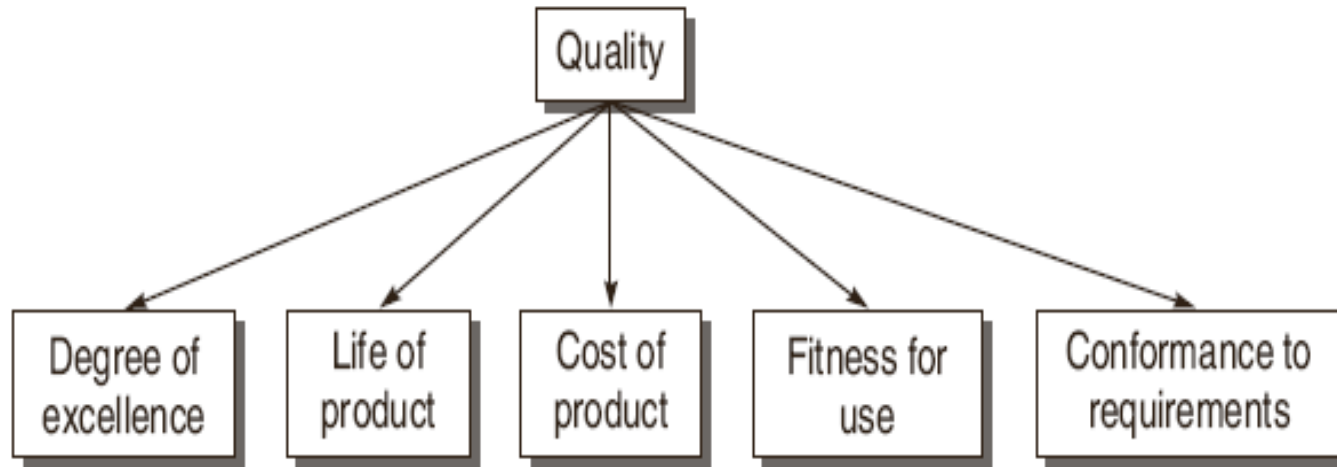 Quality
Degree of
excellence
Life of
product
Cost of
product
Fitness for
use
Conformance to
requirements